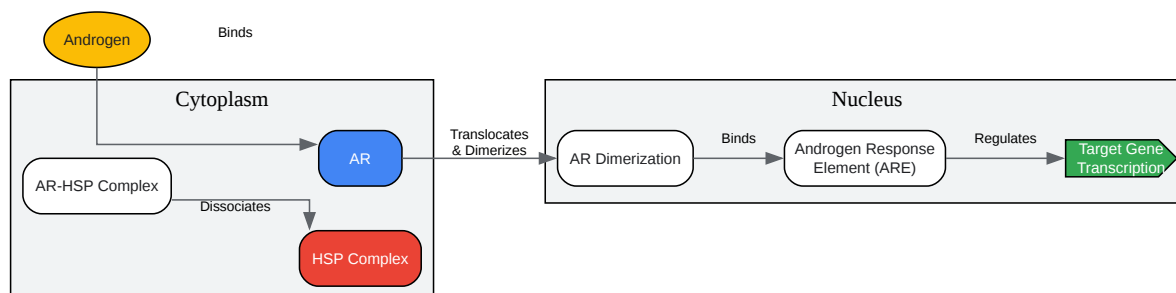 Androgen
Binds
Cytoplasm
AR
AR-HSP Complex
Dissociates
HSP Complex
Translocates
& Dimerizes
Nucleus
AR Dimerization
Binds
Androgen Response
Element (ARE)
Regulates
Target Gene
Transcription